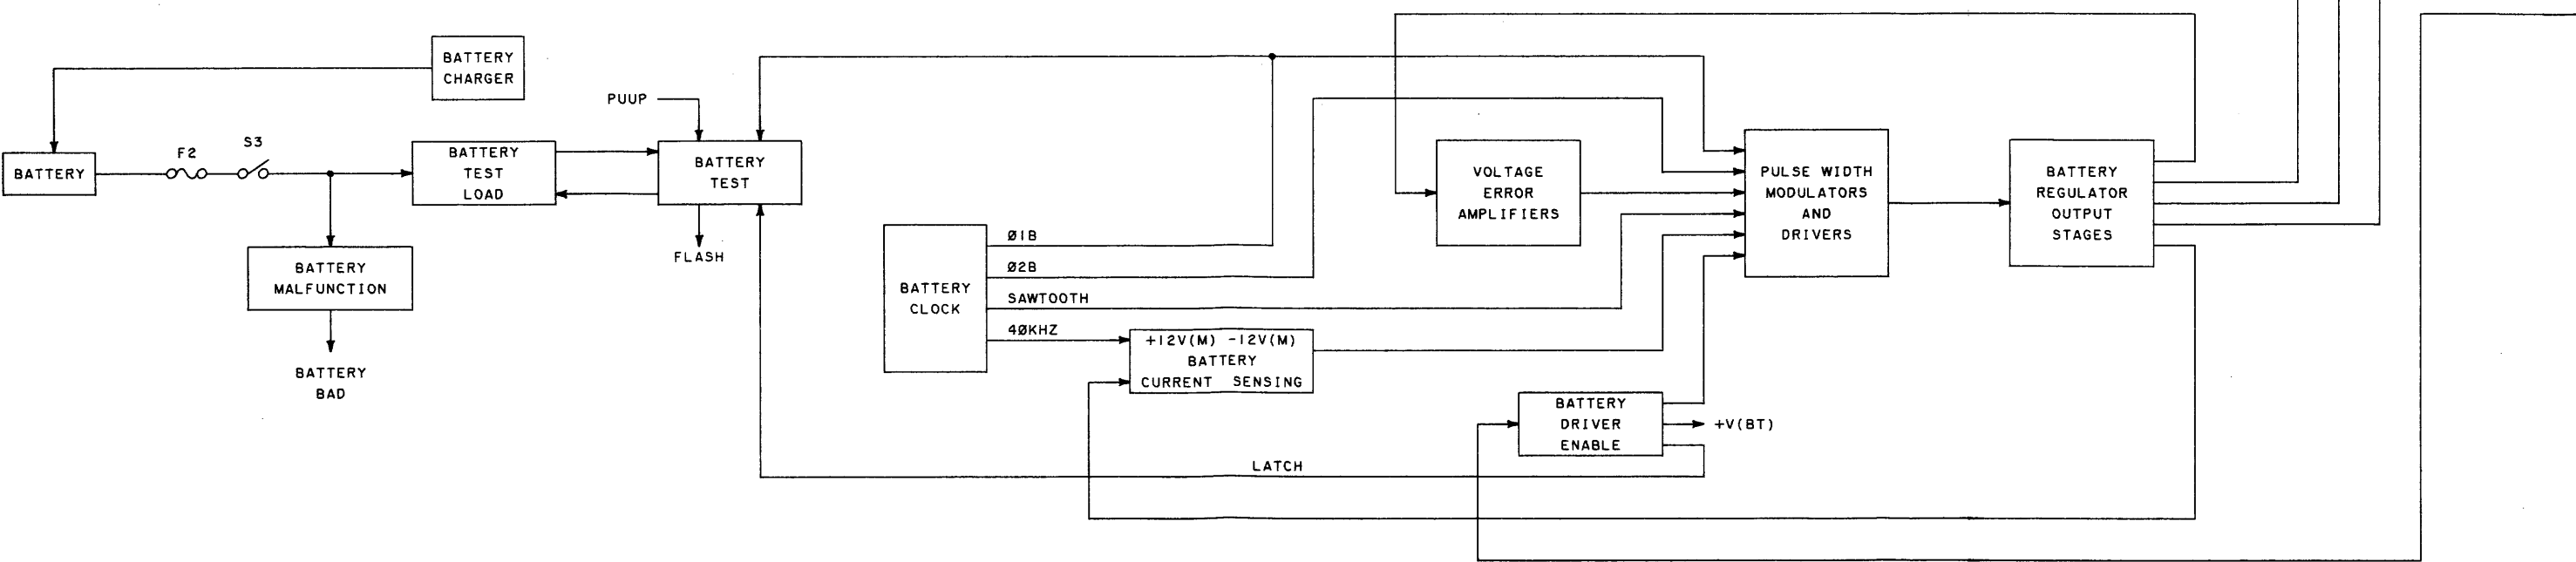 BATTERY
CHARGER
PUUP
BATTERY
F2
S3
BATTERY
TEST
LOAD
BATTERY
TEST
FLASH
BATTERY
MALFUNCTION
BATTERY
BAD
BATTERY
CLOCK
Ø1B
Ø2B
SAWTOOTH
4ØKHZ
+12V(M) -12V(M)
BATTERY
CURRENT SENSING
VOLTAGE
ERROR
AMPLIFIERS
PULSE WIDTH
MODULATORS
AND
DRIVERS
BATTERY
REGULATOR
OUTPUT
STAGES
BATTERY
DRIVER
ENABLE
+V(BT)
LATCH